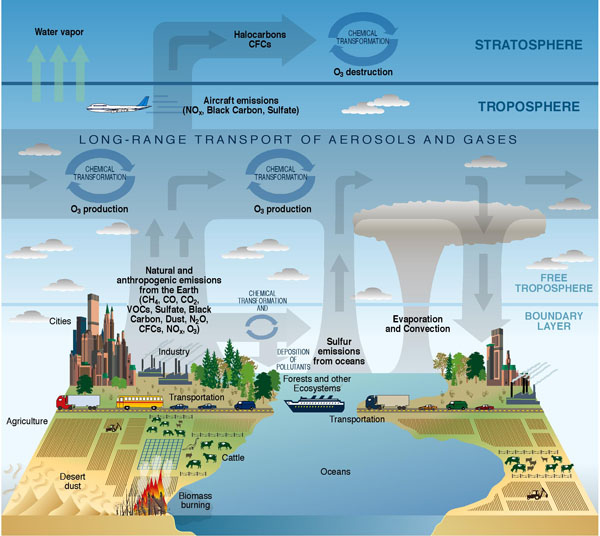 Water vapor
Halocarbons
CFCs
CHEMICAL
TRANSFORMATION
O₃ destruction
STRATOSPHERE
Aircraft emissions
(NOₓ, Black Carbon, Sulfate)
TROPOSPHERE
LONG-RANGE TRANSPORT OF AEROSOLS AND GASES
CHEMICAL
TRANSFORMATION
O₃ production
CHEMICAL
TRANSFORMATION
O₃ production
Natural and
anthropogenic emissions
from the Earth
(CH₄, CO, CO₂,
VOCs, Sulfate, Black
Carbon, Dust, N₂O,
CFCs, NOₓ, O₃)
CHEMICAL
TRANSFORMATION
AND
DEPOSITION
OF
POLLUTANTS
Sulfur
emissions
from oceans
Evaporation
and Convection
FREE
TROPOSPHERE
BOUNDARY
LAYER
Cities
Industry
Forests and other
Ecosystems
Transportation
Transportation
Agriculture
Cattle
Oceans
Desert
dust
Biomass
burning